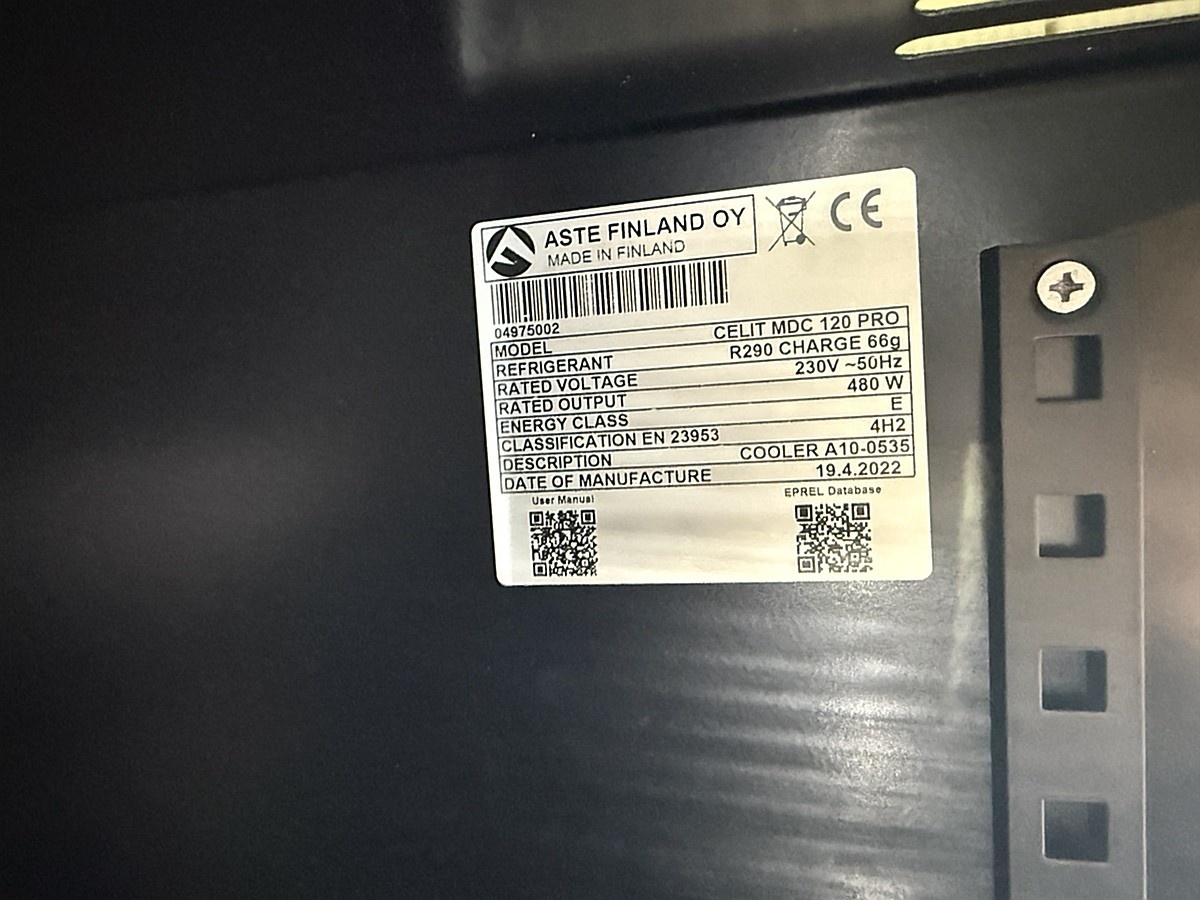 ASTE FINLAND OY
MADE IN FINLAND
CE
04975002
MODEL CELIT MDC 120 PRO
REFRIGERANT R290 CHARGE 66g
RATED VOLTAGE 230V ~50Hz
RATED OUTPUT 480 W
ENERGY CLASS E
CLASSIFICATION EN 23953 4H2
DESCRIPTION COOLER A10-0535
DATE OF MANUFACTURE 19.4.2022
User Manual EPREL Database